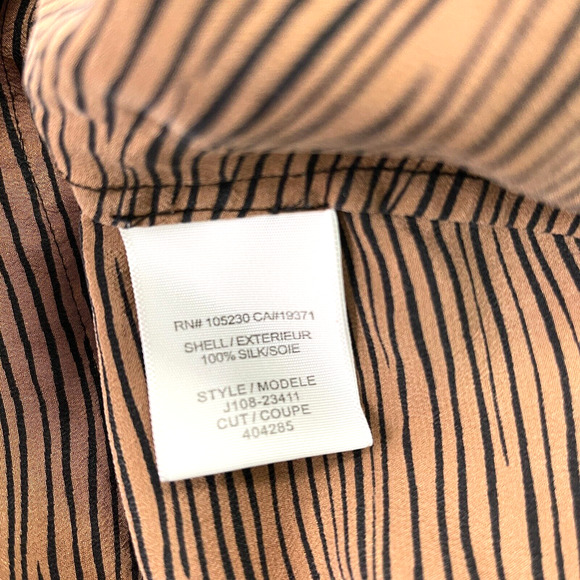 RN# 105230 CA#19371
SHELL/EXTERIEUR
100% SILK/SOIE
STYLE / MODELE
J108-23411
CUT / COUPE
404285